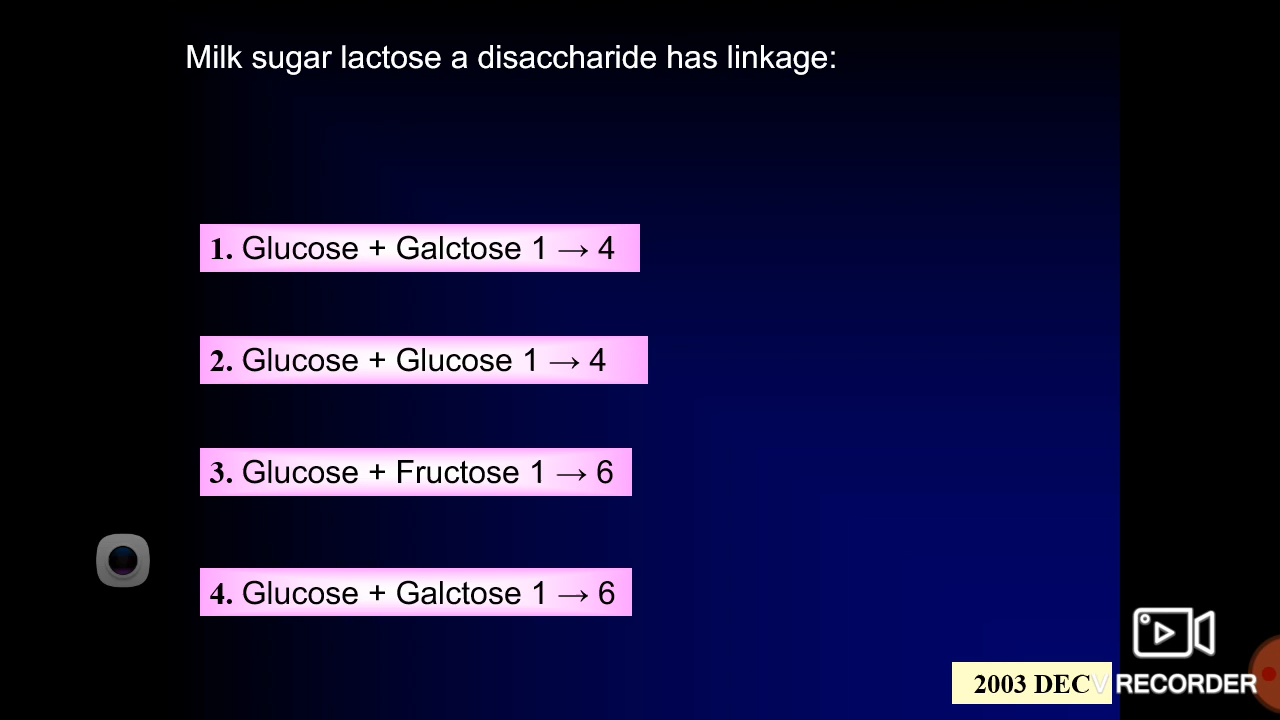 Milk sugar lactose a disaccharide has linkage:
1. Glucose + Galctose 1 → 4
2. Glucose + Glucose 1 → 4
3. Glucose + Fructose 1 → 6
4. Glucose + Galctose 1 → 6
2003 DEC
V RECORDER